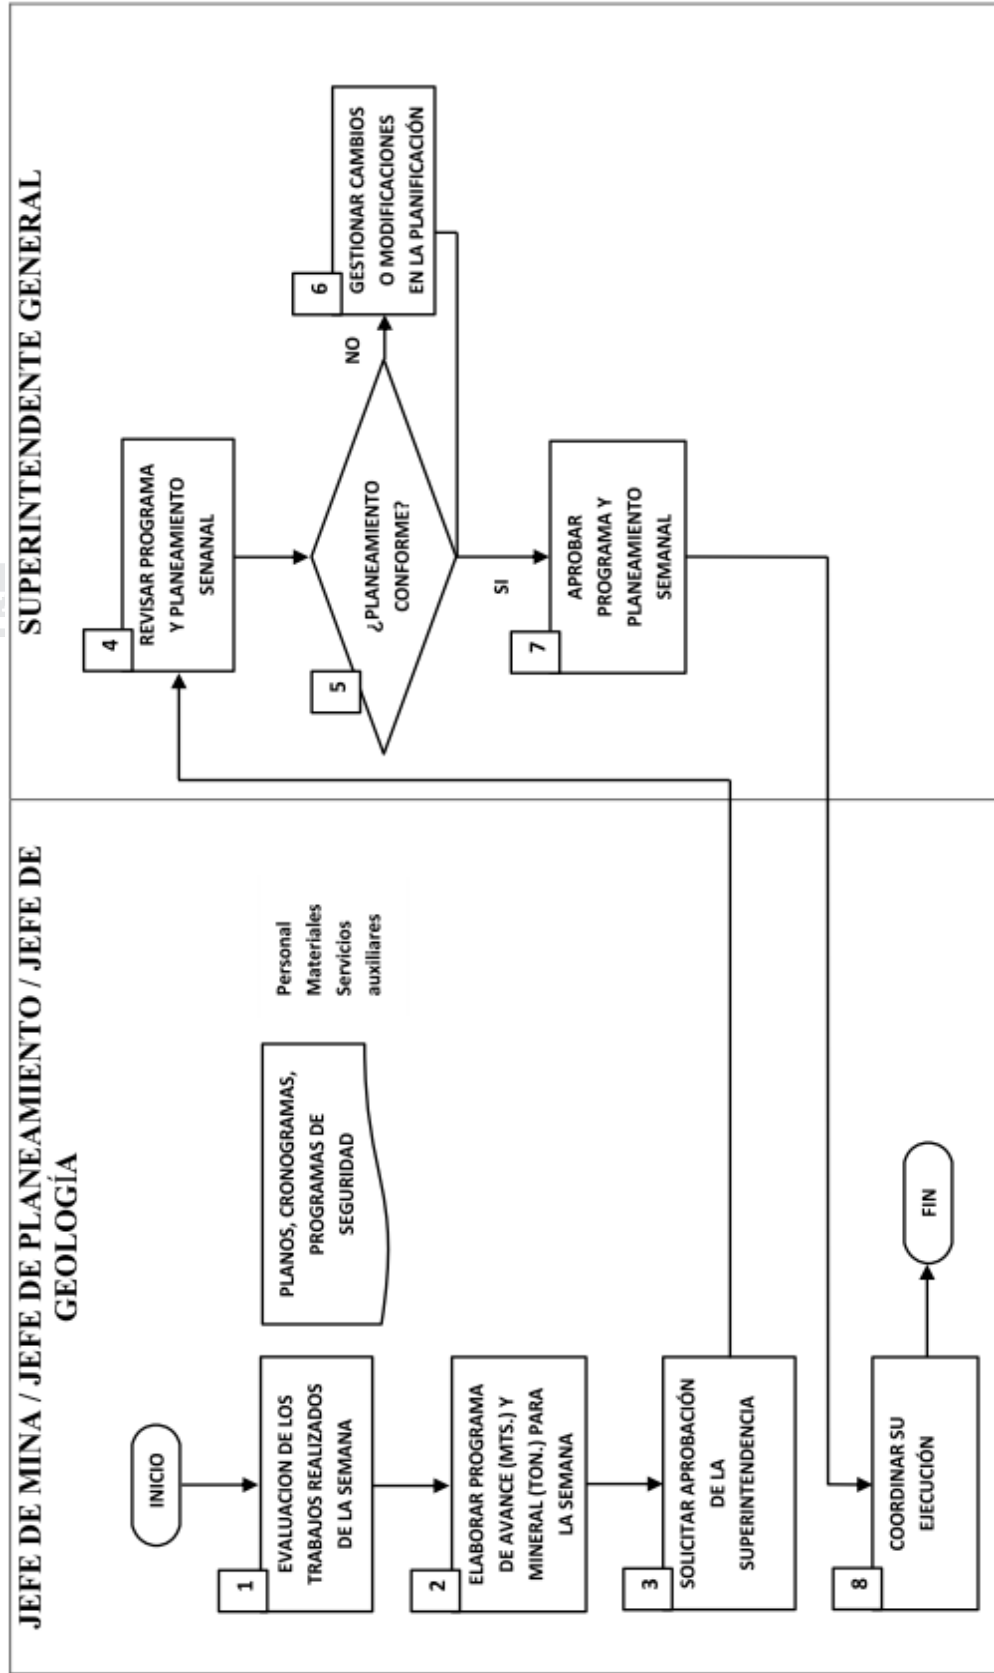 JEFE DE MINA / JEFE DE PLANEAMIENTO / JEFE DE
GEOLOGÍA
INICIO
1
EVALUACION DE LOS
TRABAJOS REALIZADOS
DE LA SEMANA
PLANOS, CRONOGRAMAS,
PROGRAMAS DE
SEGURIDAD
Personal
Materiales
Servicios
auxiliares
2
ELABORAR PROGRAMA
DE AVANCE (MTS.) Y
MINERAL (TON.) PARA
LA SEMANA
3
SOLICITAR APROBACIÓN
DE LA
SUPERINTENDENCIA
8
COORDINAR SU
EJECUCIÓN
FIN
SUPERINTENDENTE GENERAL
4
REVISAR PROGRAMA
Y PLANEAMIENTO
SENANAL
5
¿PLANEAMIENTO
CONFORME?
NO
6
GESTIONAR CAMBIOS
O MODIFICACIONES
EN LA PLANIFICACIÓN
SI
7
APROBAR
PROGRAMA Y
PLANEAMIENTO
SEMANAL